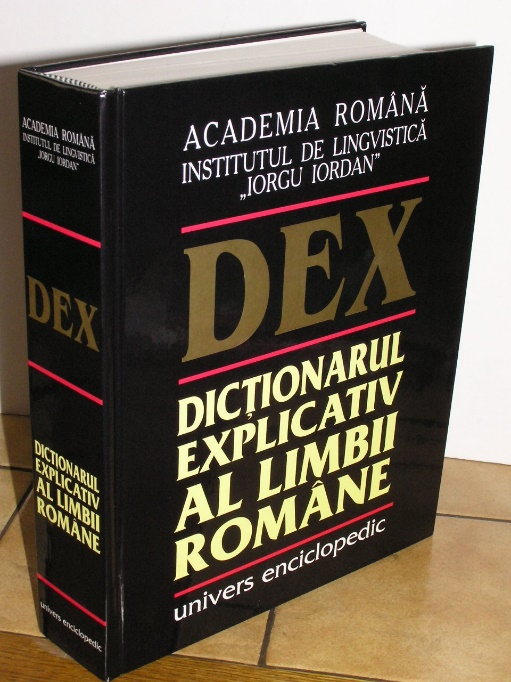 ACADEMIA ROMÂNĂ
INSTITUTUL DE LINGVISTICĂ
„IORGU IORDAN”
DEX
DICȚIONARUL
EXPLICATIV
AL LIMBII
ROMÂNE
univers enciclopedic
ACADEMIA ROMÂNĂ
INSTITUTUL DE LINGVISTICĂ
„IORGU IORDAN”
DEX
DICȚIONARUL
EXPLICATIV
AL LIMBII
ROMÂNE
univers enciclopedic